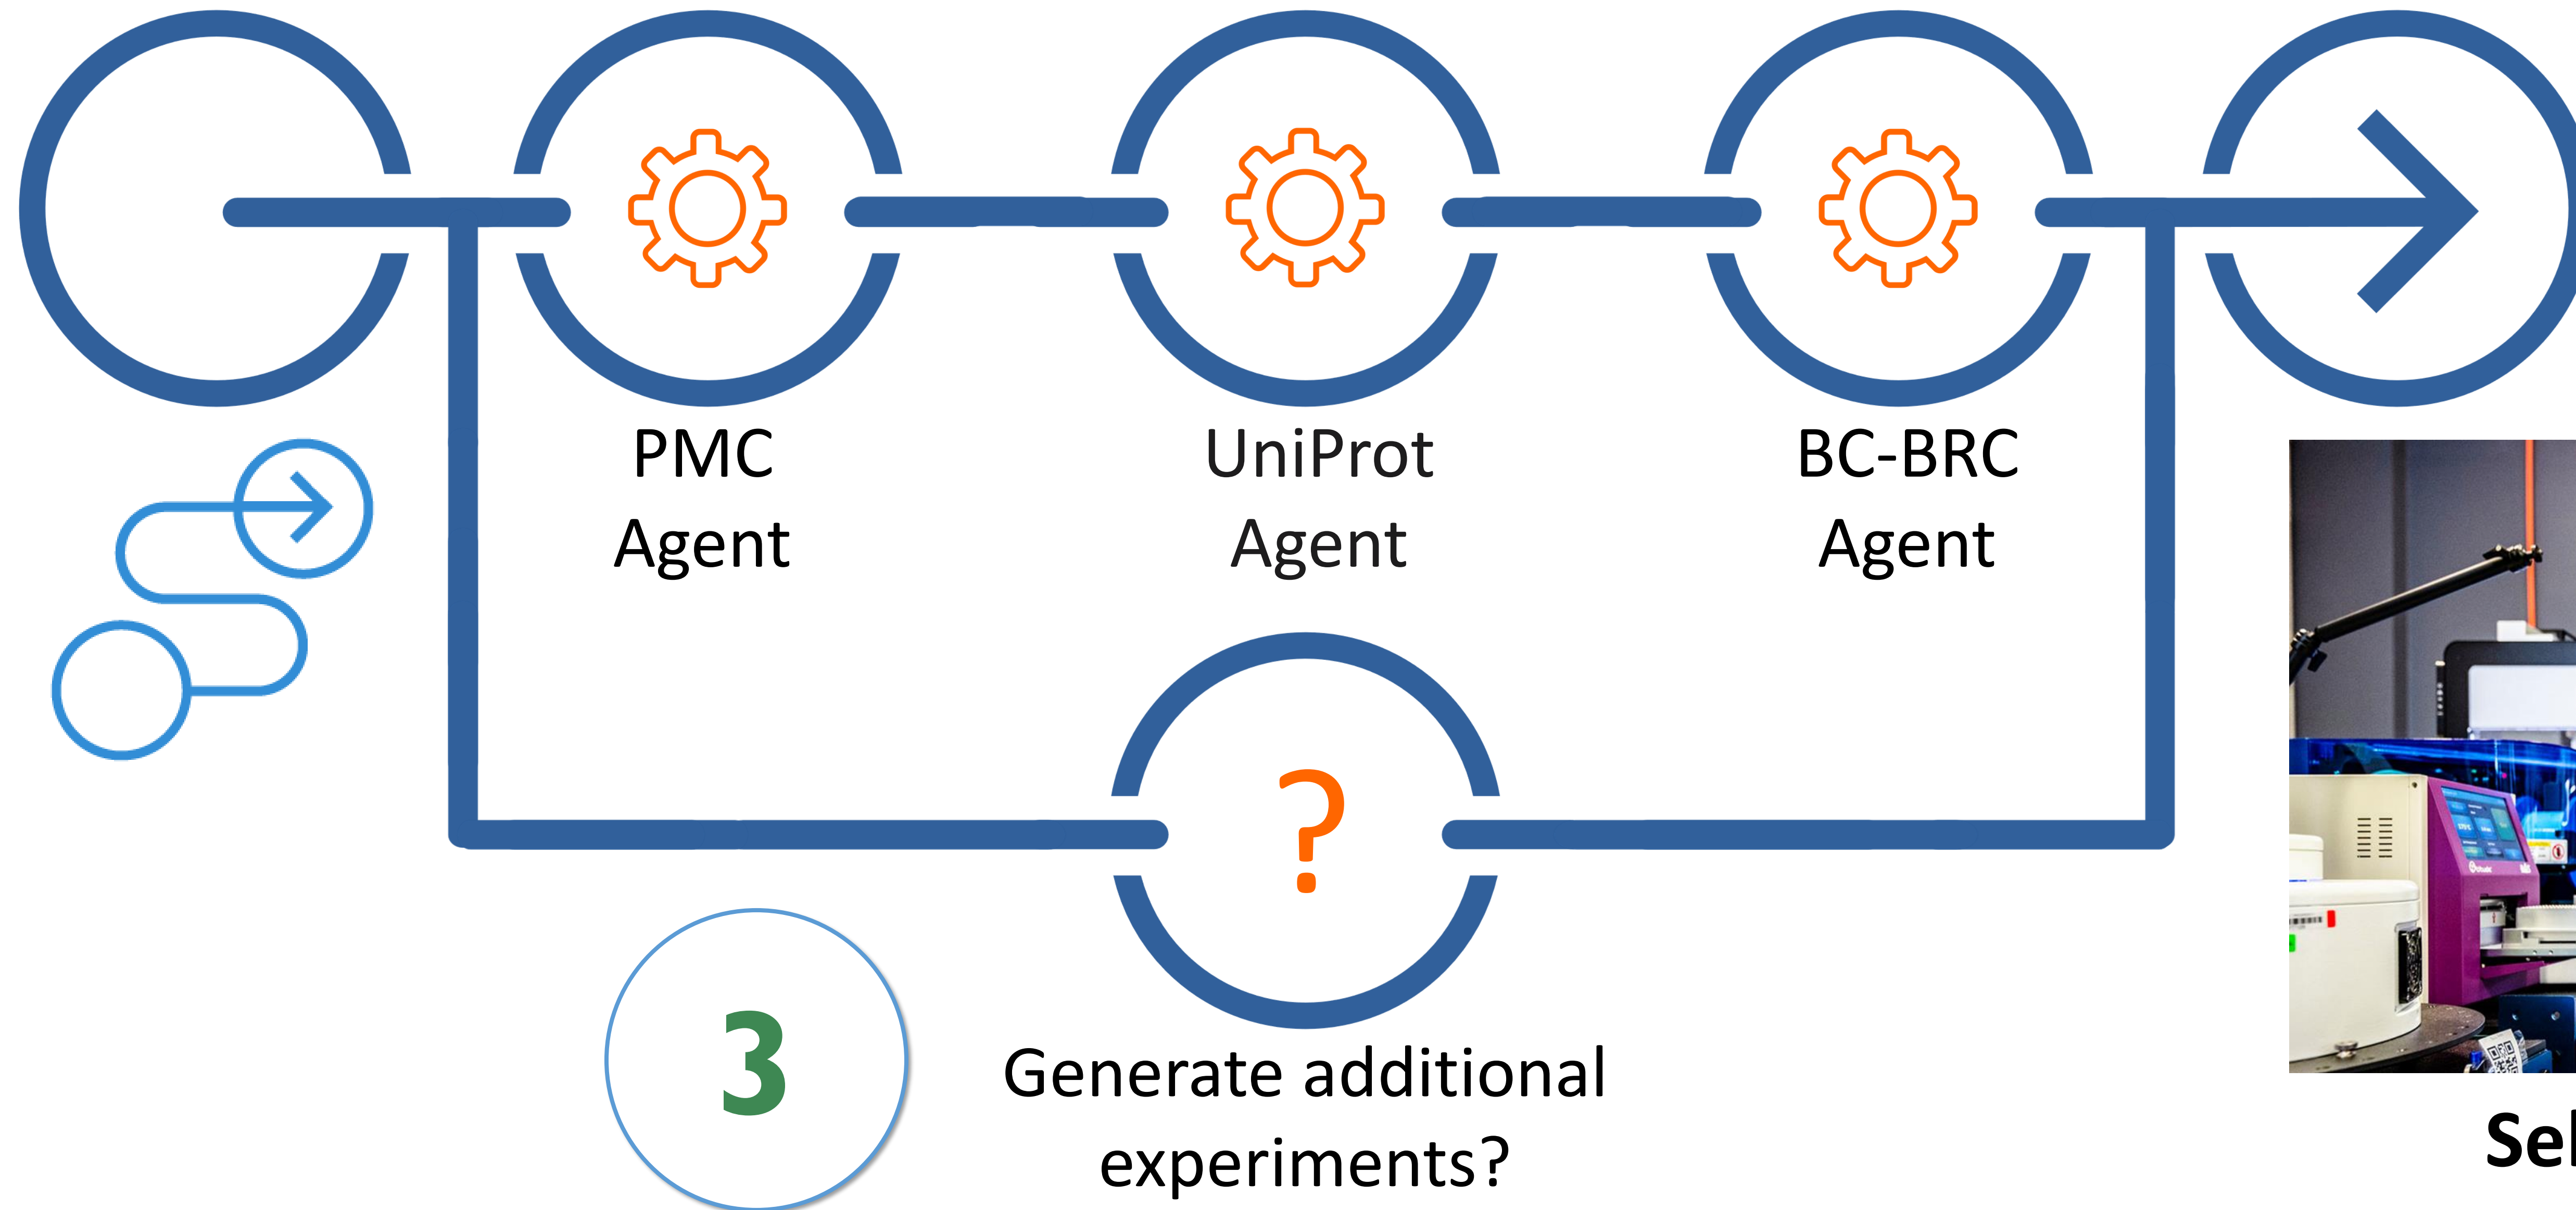 PMC
Agent
UniProt
Agent
BC-BRC
Agent
?
3
Generate additional
experiments?